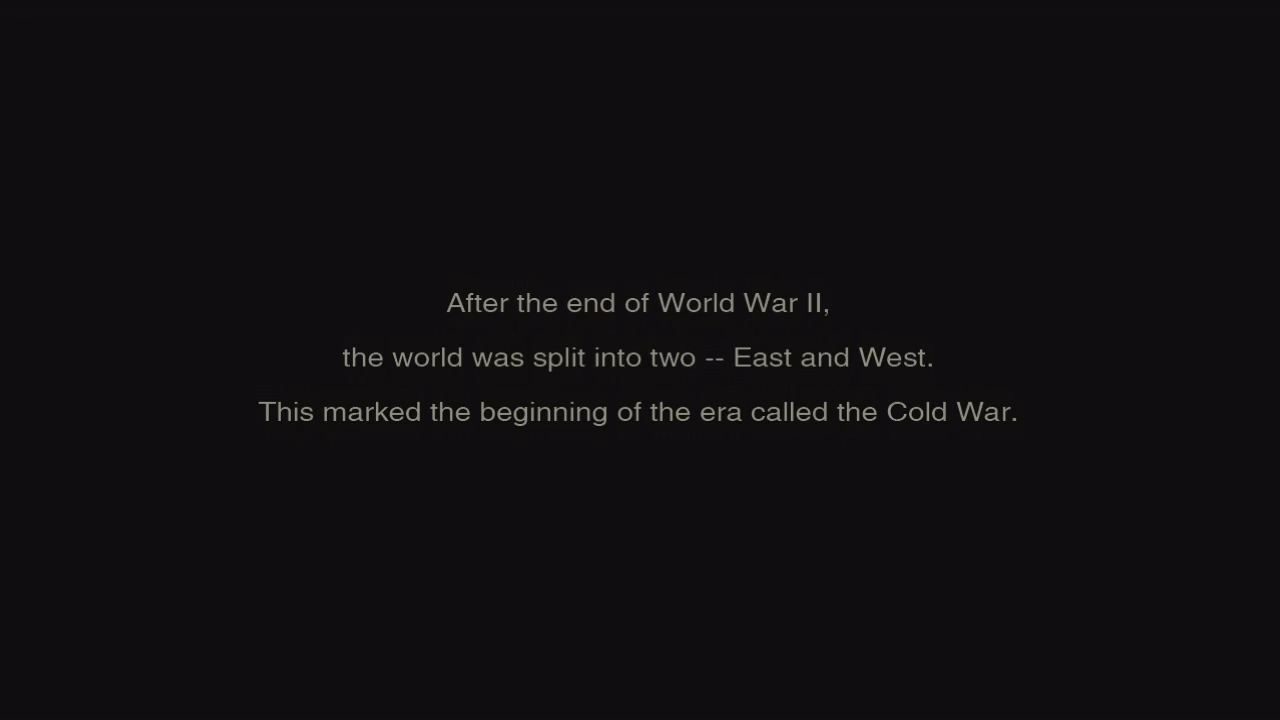 After the end of World War II,
the world was split into two -- East and West.
This marked the beginning of the era called the Cold War.